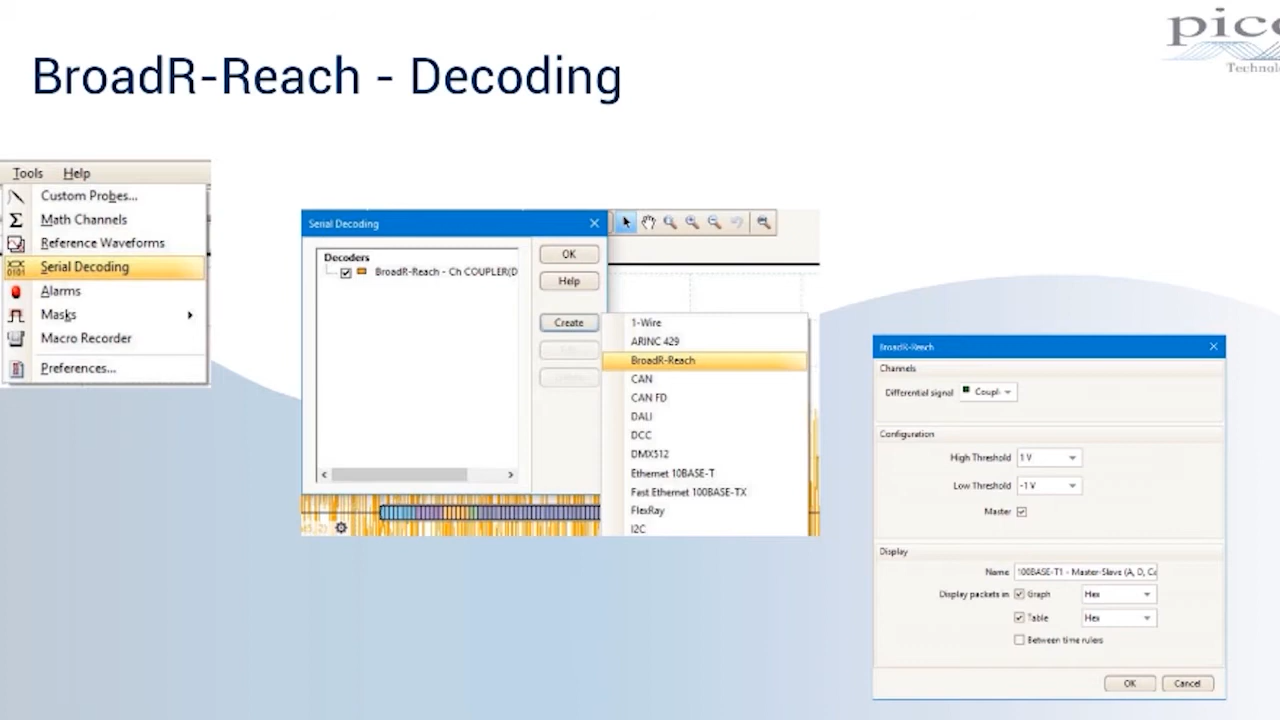 BroadR-Reach - Decoding
pico
Technolo
Tools Help
Custom Probes...
Math Channels
Reference Waveforms
Serial Decoding
Alarms
Masks
Macro Recorder
Preferences...
Serial Decoding
Decoders
BroadR-Reach - Ch COUPLER(D
OK
Help
Create
1-Wire
ARINC 429
BroadR-Reach
CAN
CAN FD
DALI
DCC
DMX512
Ethernet 10BASE-T
Fast Ethernet 100BASE-TX
FlexRay
I2C
BroadR-Reach
Channels
Differential signal Coupl
Configuration
High Threshold 1 V
Low Threshold -1 V
Master
Display
Name 100BASE-T1 - Master-Slave (A, D, Ca
Display packets in Graph Hex
Table Hex
Between time rulers
OK Cancel